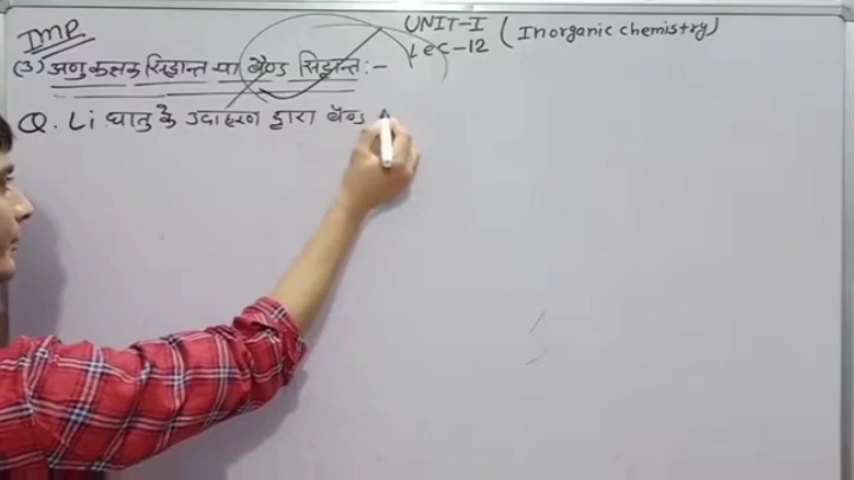 IMP
UNIT-I (Inorganic chemistry)
Lec-12
(3) अणु कक्षक सिद्धान्त या बैण्ड सिद्धान्त :-
Q. Li धातु के उदाहरण द्वारा बैण्ड